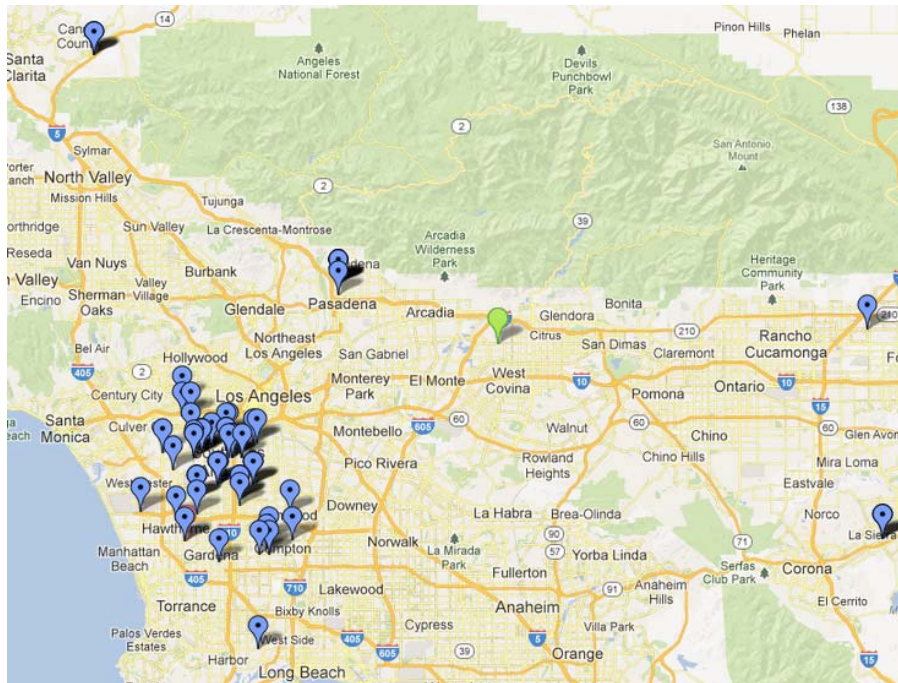 14
Pinon Hills
Phelan
Santa
Clarita
Angeles
National Forest
Devils
Punchbowl
Park
138
5
2
Sylmar
San Antonio
Mount
North Valley
Mission Hills
2
Tujunga
39
Sun Valley
La Crescenta-Montrose
Arcadia
Wilderness
Park
Reseda
Van Nuys
Burbank
Heritage
Community
Park
Encino
Sherman
Oaks
Valley
Village
Glendale
Pasadena
Arcadia
Glendora
Bonita
Citrus
210
210
Rancho
Cucamonga
Northeast
Los Angeles
San Gabriel
San Dimas
Claremont
Bel Air
Hollywood
405
2
Century City
Monterey
Park
El Monte
West
Covina
10
Pomona
Ontario
10
Los Angeles
15
Santa
Monica
Culver
Montebello
605
60
Walnut
60
Chino
60
Glen Avon
Pico Rivera
Rowland
Heights
Chino Hills
Mira Loma
Eastvale
Downey
La Habra
Brea-Olinda
Norco
Hawthorne
Manhattan
Beach
Gardena
Compton
Norwalk
La Mirada
Park
90
57
Yorba Linda
71
Serfas
Club Park
La Sierra
Corona
Fullerton
405
710
Lakewood
91
Anaheim
Hills
El Cerrito
Torrance
Bixby Knolls
Anaheim
Palos Verdes
Estates
West Side
405
Cypress
Villa Park
5
Harbor
605
39
Orange
15
Long Beach